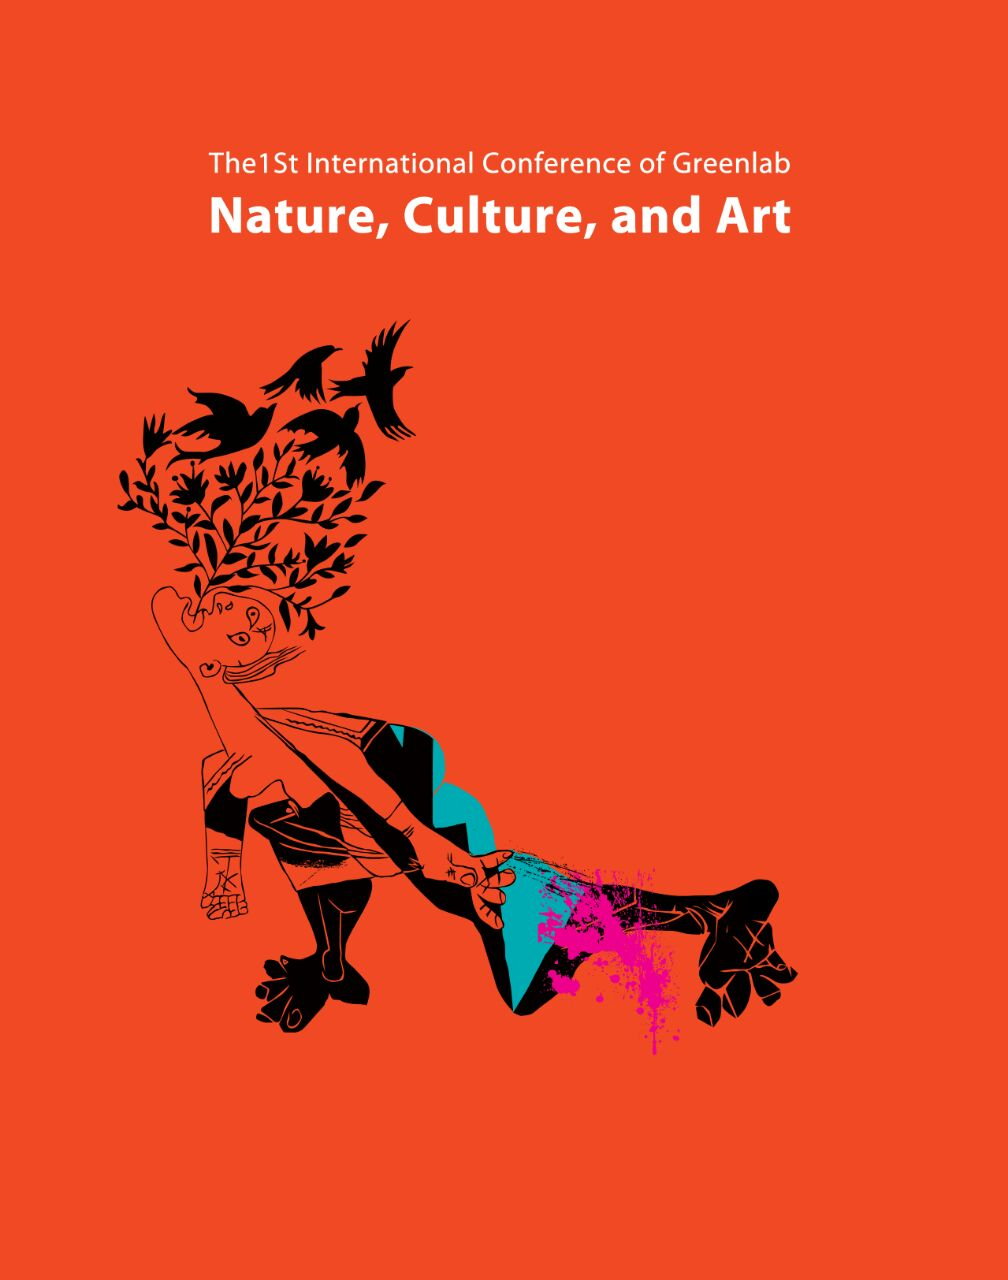 The1St International Conference of Greenlab
Nature, Culture, and Art